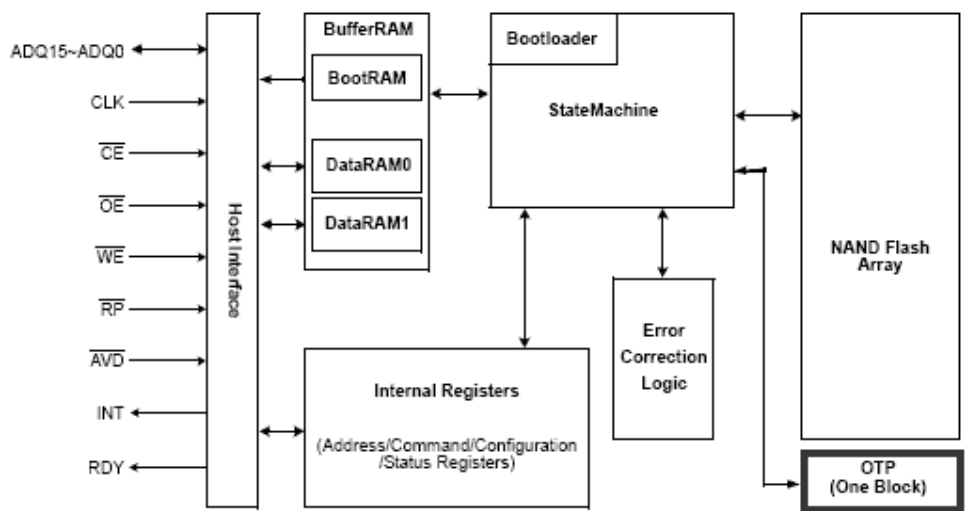 ADQ15~ADQ0
CLK
CE
OE
WE
RP
AVD
INT
RDY
Host Interface
BufferRAM
BootRAM
DataRAM0
DataRAM1
Bootloader
StateMachine
Internal Registers
(Address/Command/Configuration
/Status Registers)
Error
Correction
Logic
NAND Flash
Array
OTP
(One Block)